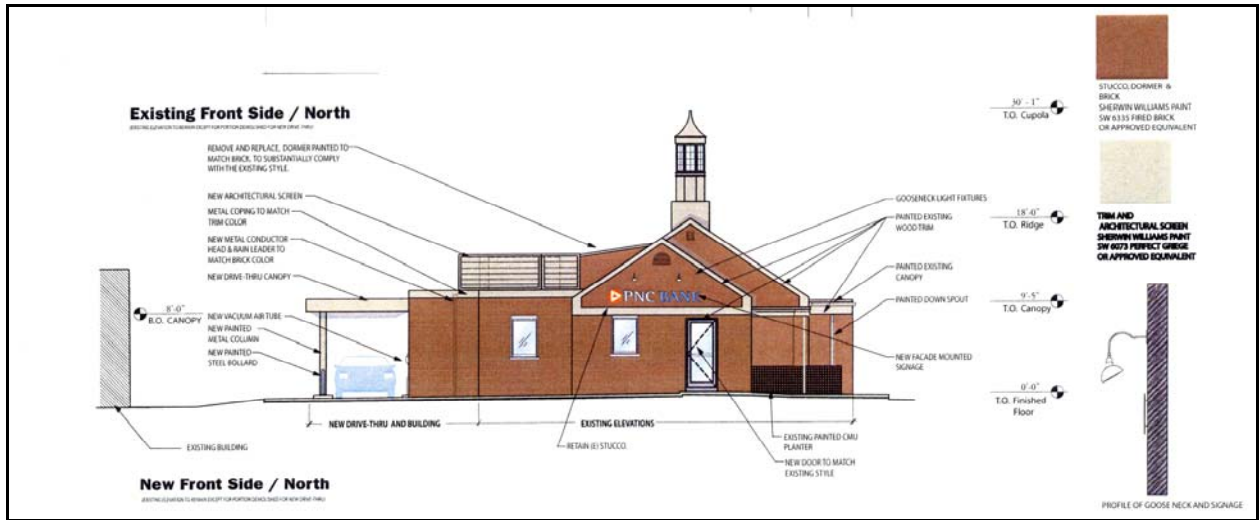 Existing Front Side / North
REMOVE AND REPLACE, DORMER PAINTED TO
MATCH BRICK, TO SUBSTANTIALLY COMPLY
WITH THE EXISTING STYLE.
NEW ARCHITECTURAL SCREEN
METAL COPING TO MATCH
TRIM COLOR
NEW METAL CONDUCTOR
HEAD & RAIN LEADER TO
MATCH BRICK COLOR
NEW DRIVE-THRU CANOPY
8'-0"
B.O. CANOPY
NEW VACUUM AIR TUBE
NEW PAINTED
METAL COLUMN
NEW PAINTED
STEEL BOLLARD
EXISTING BUILDING
NEW DRIVE-THRU AND BUILDING
EXISTING ELEVATIONS
RETAIN (E) STUCCO.
PNC BANK
GOOSENECK LIGHT FIXTURES
PAINTED EXISTING
WOOD TRIM
PAINTED EXISTING
CANOPY
PAINTED DOWN SPOUT
NEW FACADE MOUNTED
SIGNAGE
EXISTING PAINTED CMU
PLANTER
NEW DOOR TO MATCH
EXISTING STYLE
30'-1"
T.O. Cupola
18'-0"
T.O. Ridge
9'-5"
T.O. Canopy
0'-0"
T.O. Finished
Floor
STUCCO, DORMER &
BRICK
SHERWIN WILLIAMS PAINT
SW 6335 FIRED BRICK
OR APPROVED EQUIVALENT
TRIM AND
ARCHITECTURAL SCREEN
SHERWIN WILLIAMS PAINT
SW 6073 PERFECT GREIGE
OR APPROVED EQUIVALENT
PROFILE OF GOOSE NECK AND SIGNAGE
New Front Side / North